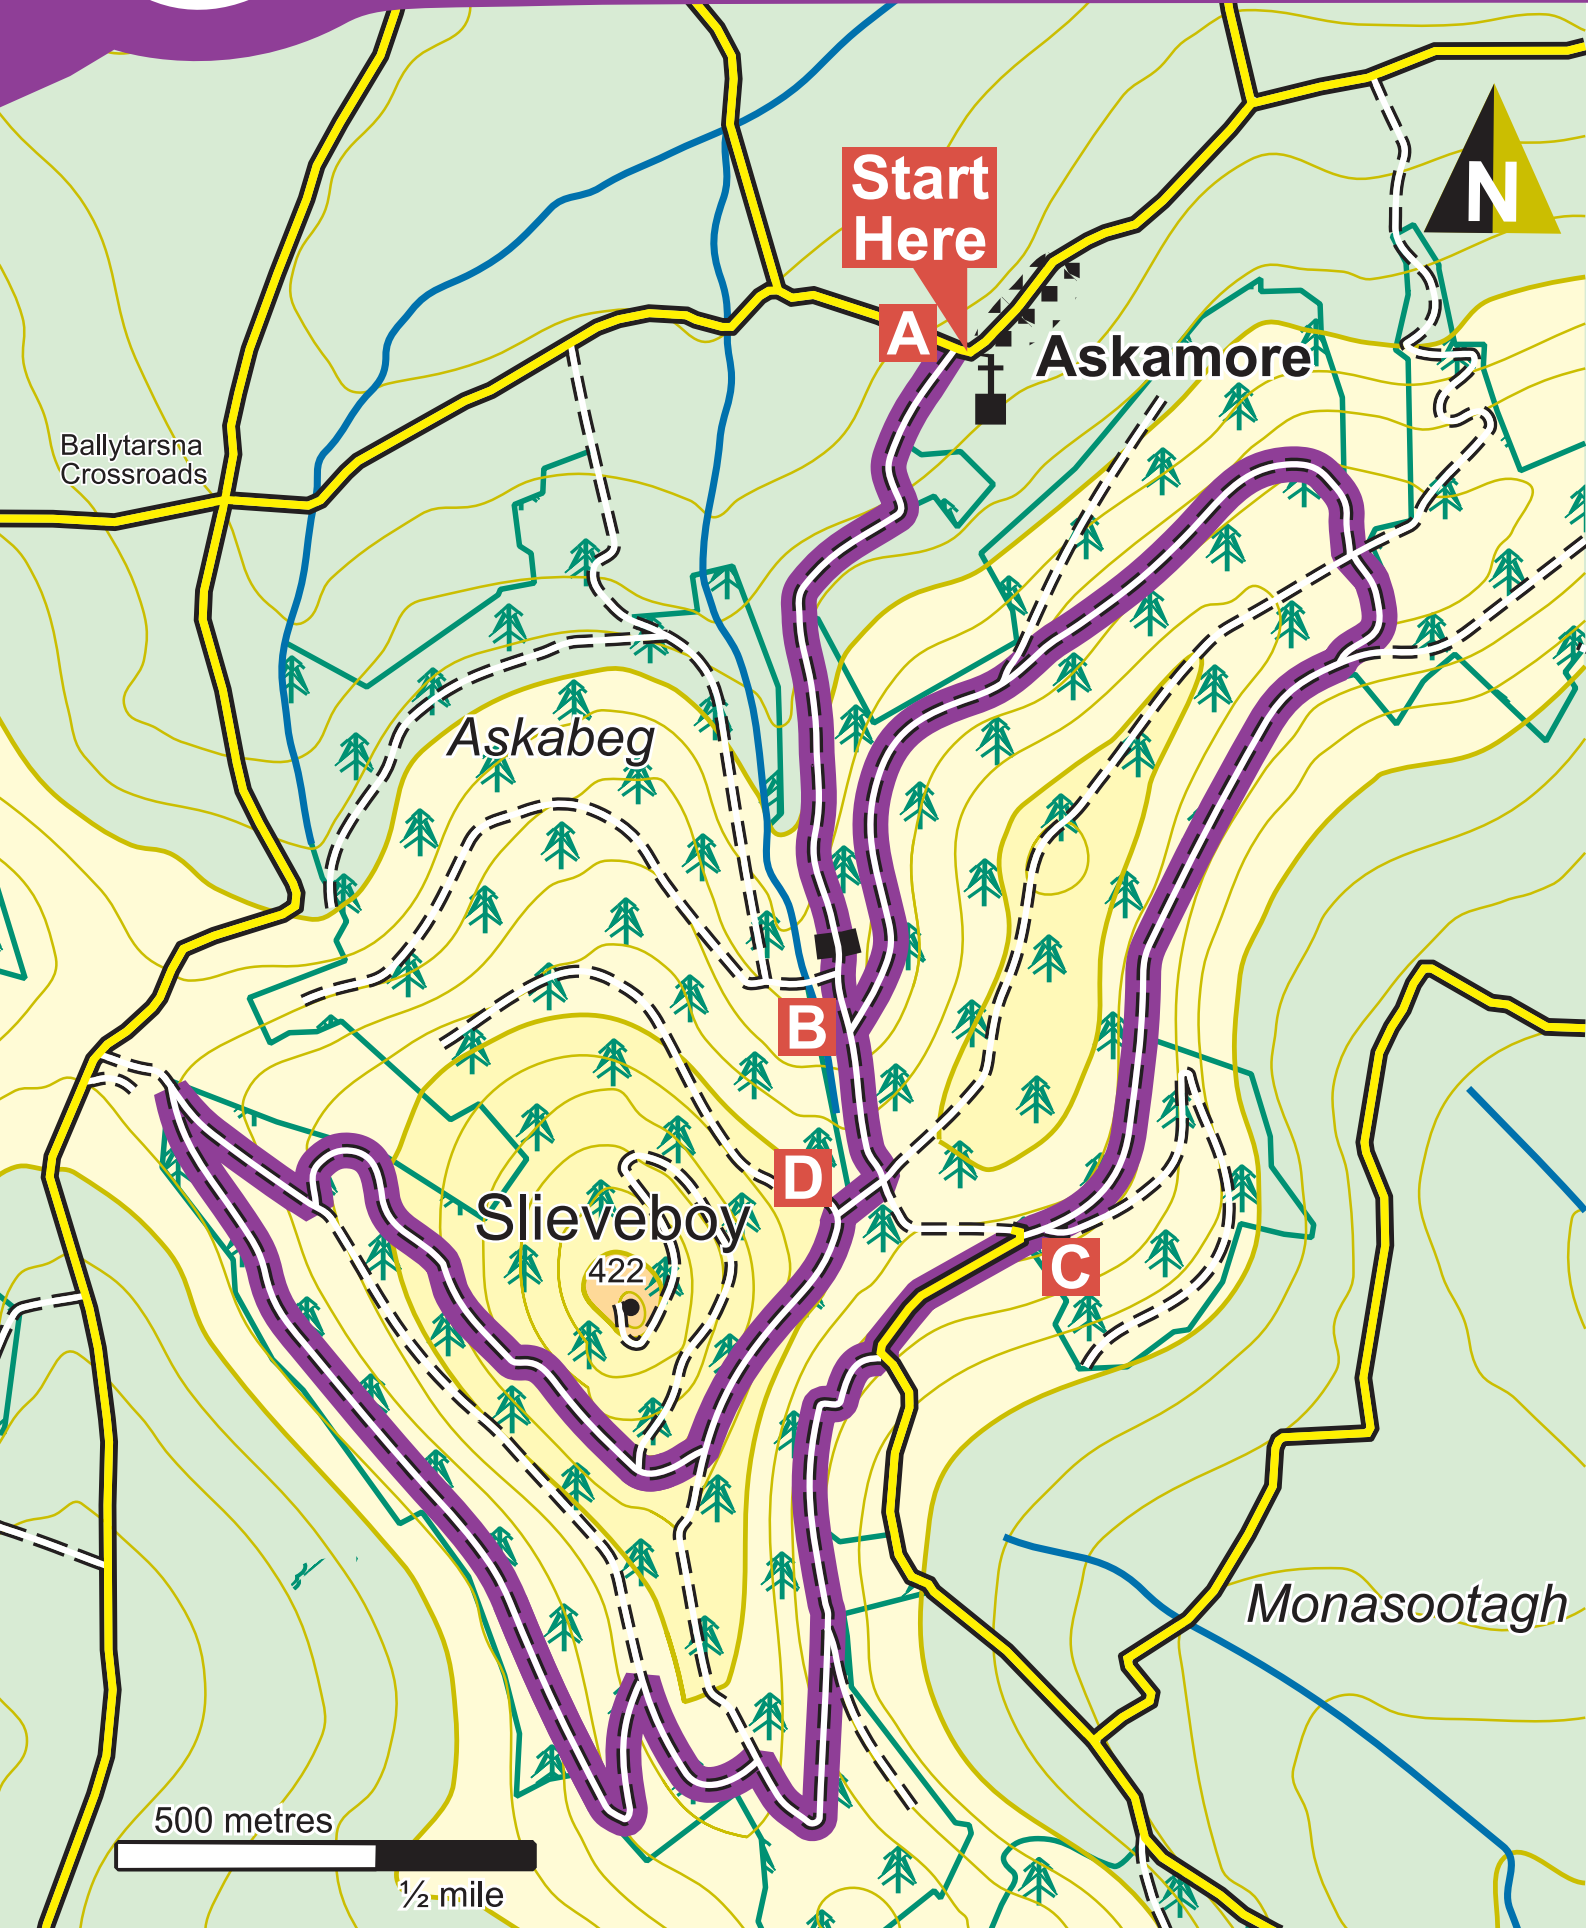 Start
Here
N
A
Askamore
Ballytarsna
Crossroads
Askabeg
B
D
Slieveboy
422
C
Monasootagh
500 metres
½ mile